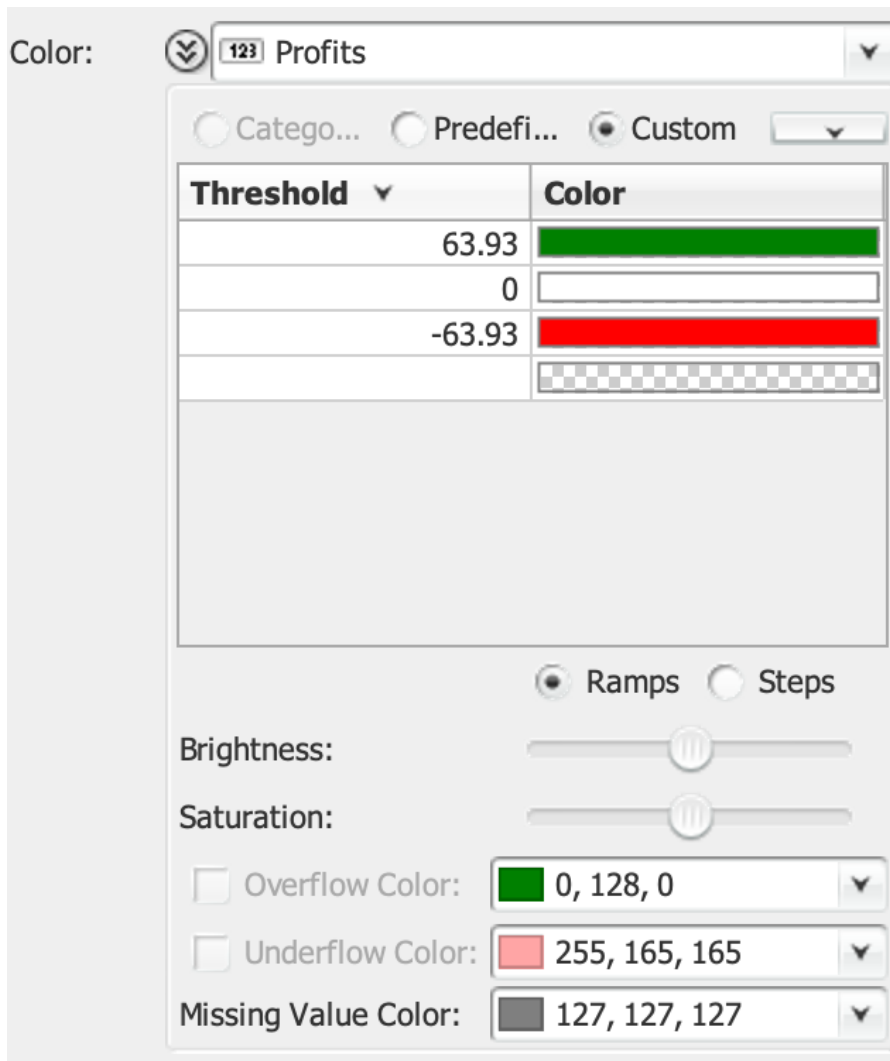 Color: 123 Profits
Catego... Predefi... Custom
Threshold Color
63.93
0
-63.93
Ramps Steps
Brightness:
Saturation:
Overflow Color: 0, 128, 0
Underflow Color: 255, 165, 165
Missing Value Color: 127, 127, 127